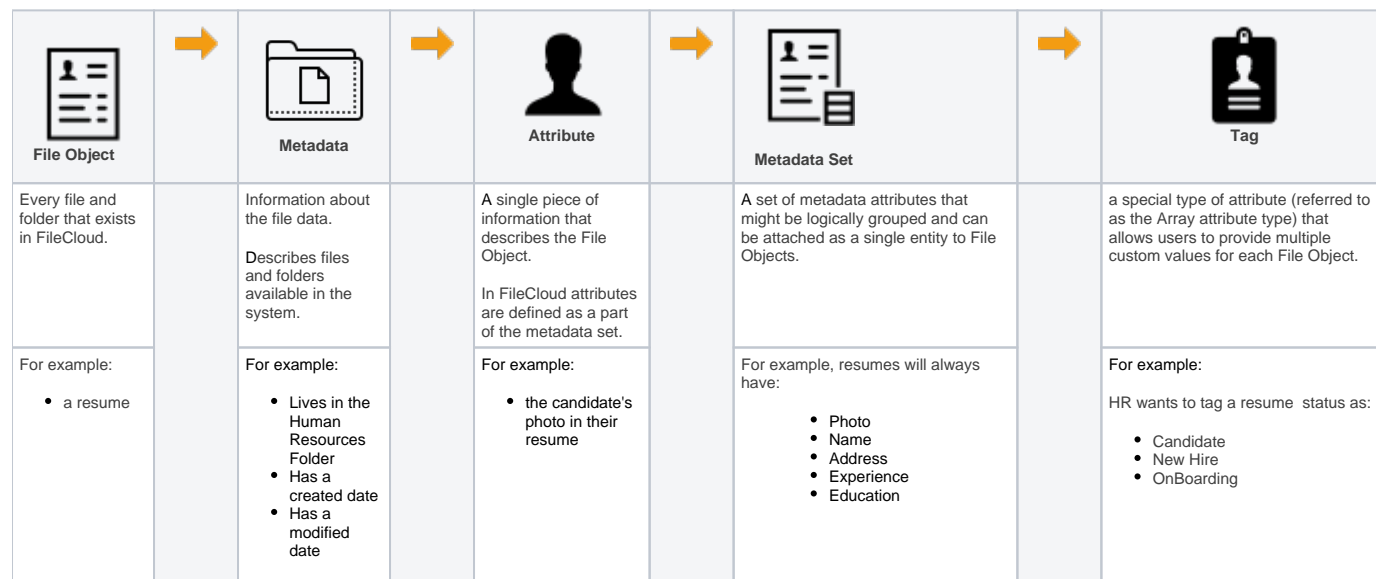 File Object
Metadata
Attribute
Metadata Set
Tag
Every file and
folder that exists
in FileCloud.
Information about
the file data.
Describes files
and folders
available in the
system.
A single piece of
information that
describes the File
Object.
In FileCloud attributes
are defined as a part
of the metadata set.
A set of metadata attributes that
might be logically grouped and can
be attached as a single entity to File
Objects.
a special type of attribute (referred to
as the Array attribute type) that
allows users to provide multiple
custom values for each File Object.
For example:
• a resume
For example:
• Lives in the
Human
Resources
Folder
• Has a
created date
• Has a
modified
date
For example:
• the candidate's
photo in their
resume
For example, resumes will always
have:
• Photo
• Name
• Address
• Experience
• Education
For example:
HR wants to tag a resume  status as:
• Candidate
• New Hire
• OnBoarding